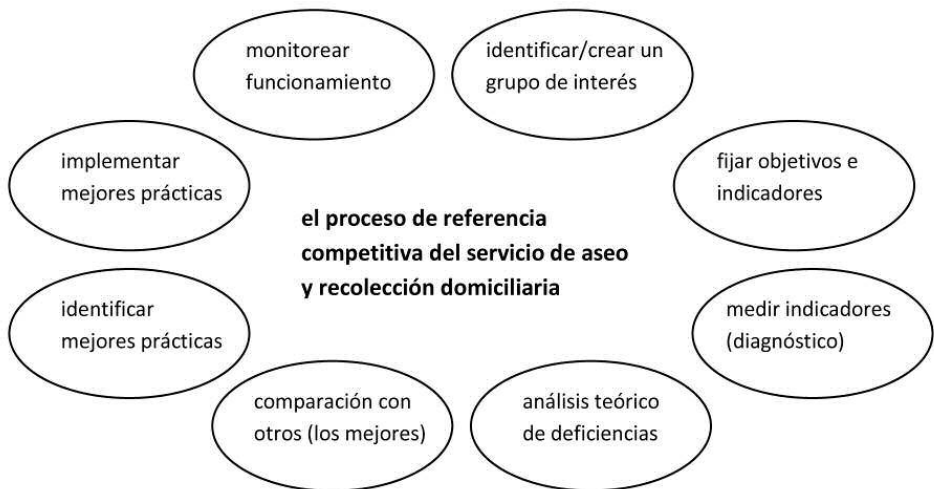 monitorear
funcionamiento
identificar/crear un
grupo de interés
implementar
mejores prácticas
fijar objetivos e
indicadores
el proceso de referencia
competitiva del servicio de aseo
y recolección domiciliaria
identificar
mejores prácticas
medir indicadores
(diagnóstico)
comparación con
otros (los mejores)
análisis teórico
de deficiencias